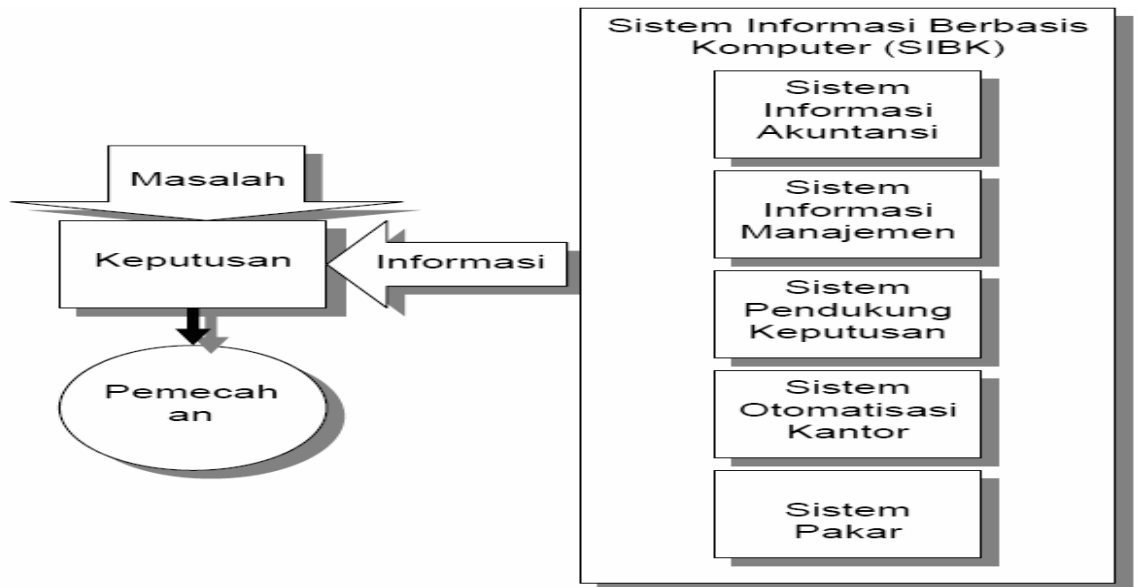 Sistem Informasi Berbasis
Komputer (SIBK)
Sistem
Informasi
Akuntansi
Masalah
Sistem
Informasi
Manajemen
Keputusan
Informasi
Sistem
Pendukung
Keputusan
Pemecah
an
Sistem
Otomatisasi
Kantor
Sistem
Pakar